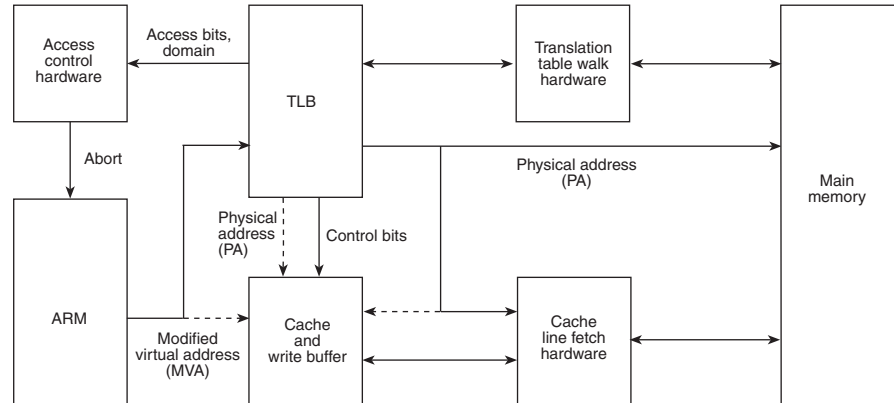 Access
control
hardware
Access bits,
domain
TLB
Translation
table walk
hardware
Main
memory
Abort
Physical address
(PA)
Physical
address
(PA)
Control bits
ARM
Modified
virtual address
(MVA)
Cache
and
write buffer
Cache
line fetch
hardware